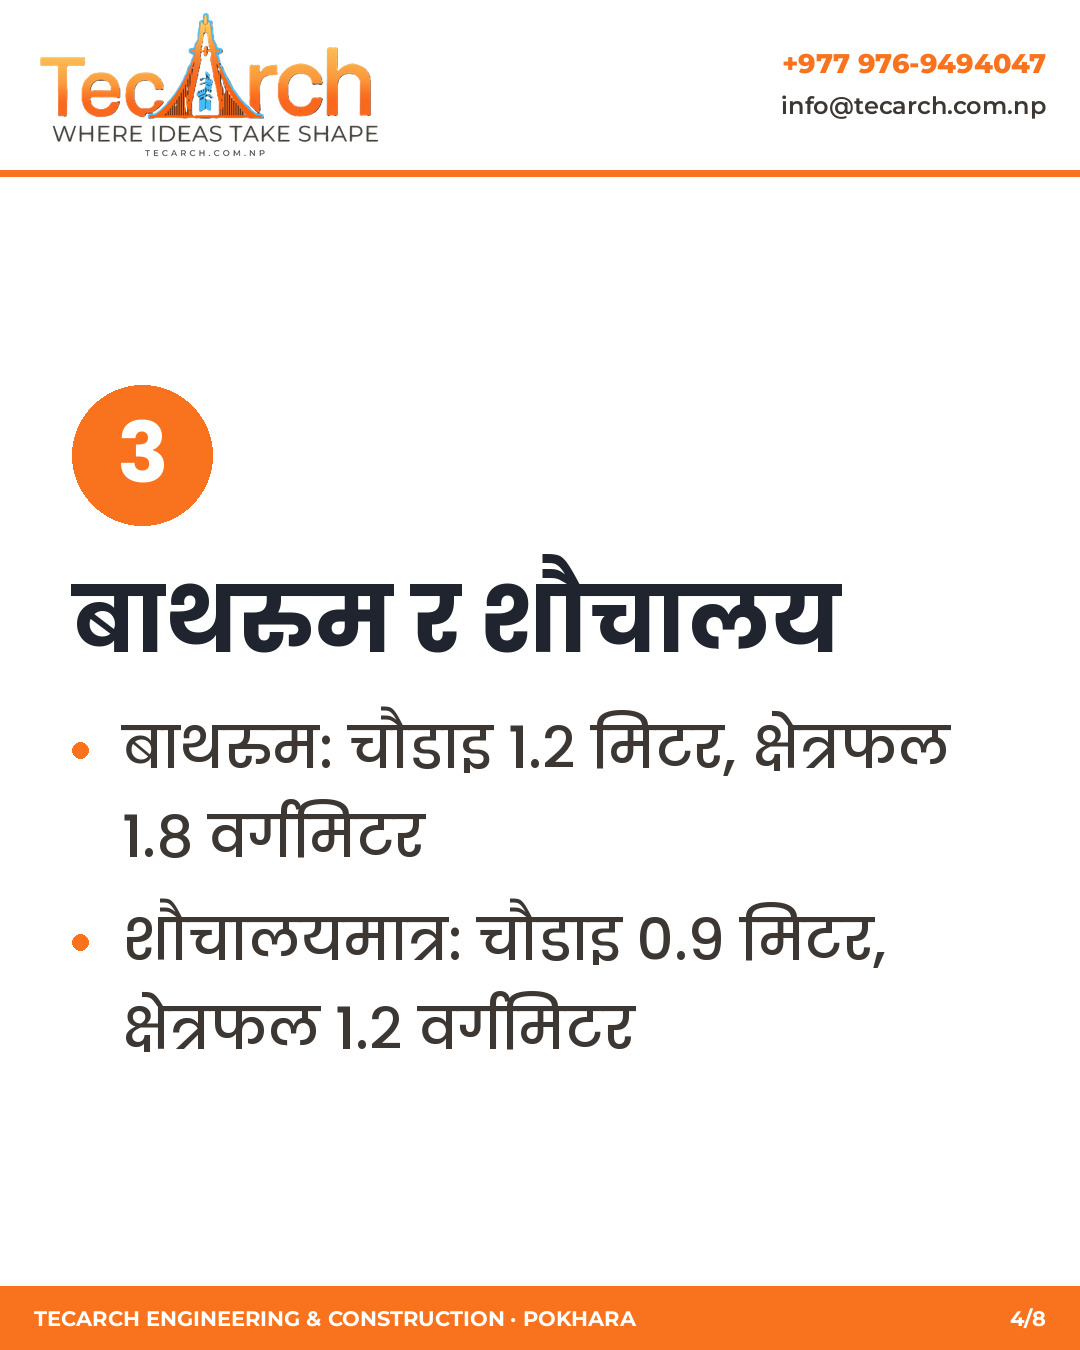 TecArch
WHERE IDEAS TAKE SHAPE
TECARCH.COM.NP
+977 976-9494047
info@tecarch.com.np
3
बाथरुम र शौचालय
• बाथरुम: चौडाइ 1.2 मिटर, क्षेत्रफल
1.8 वर्गमिटर
• शौचालयमात्र: चौडाइ 0.9 मिटर,
क्षेत्रफल 1.2 वर्गमिटर
TECARCH ENGINEERING & CONSTRUCTION · POKHARA
4/8